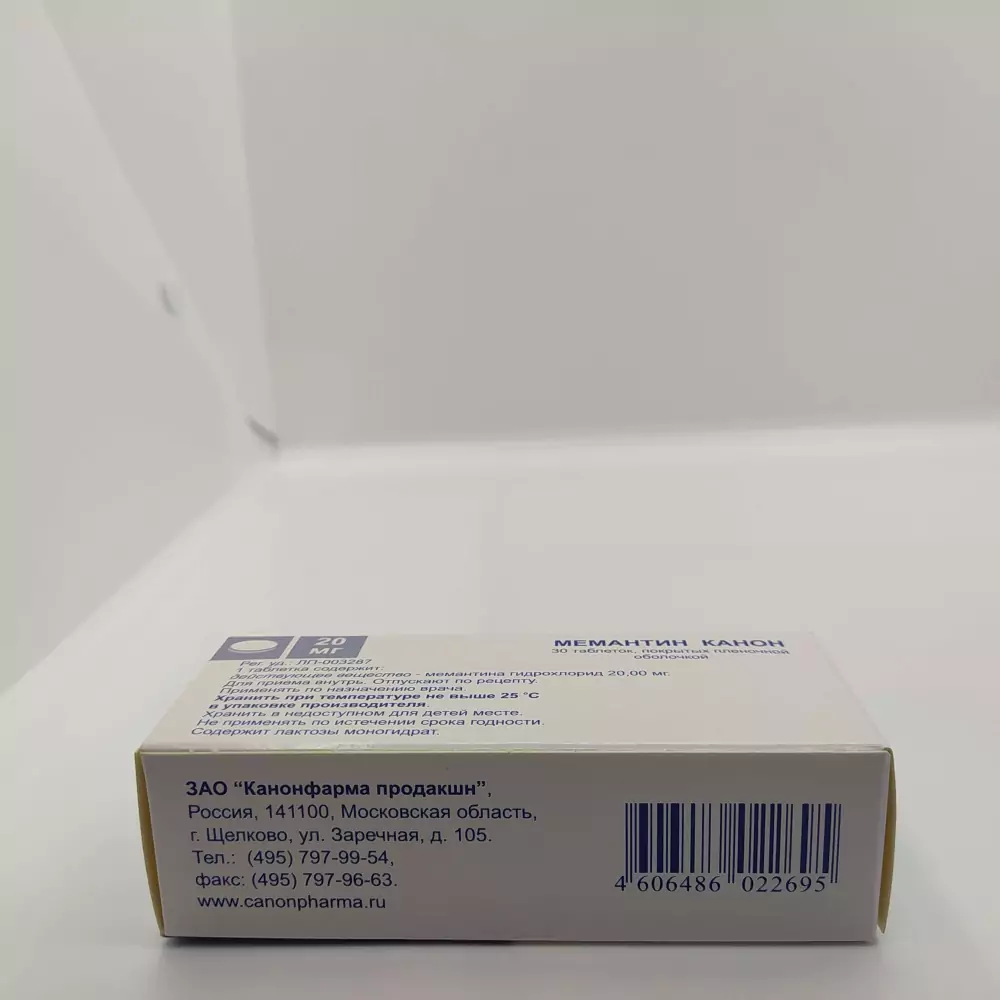 20
МГ
МЕМАНТИН КАНОН
30 таблеток, покрытых пленочной
оболочкой
Рег. уд.: ЛП-003287
1 таблетка содержит:
Действующее вещество - мемантина гидрохлорид 20,00 мг.
Для приема внутрь. Отпускают по рецепту.
Применять по назначению врача.
Хранить при температуре не выше 25 °С
в упаковке производителя.
Хранить в недоступном для детей месте.
Не применять по истечении срока годности.
Содержит лактозы моногидрат.
ЗАО "Канонфарма продакшн",
Россия, 141100, Московская область,
г. Щелково, ул. Заречная, д. 105.
Тел.: (495) 797-99-54,
факс: (495) 797-96-63.
www.canonpharma.ru
4 606486 022695